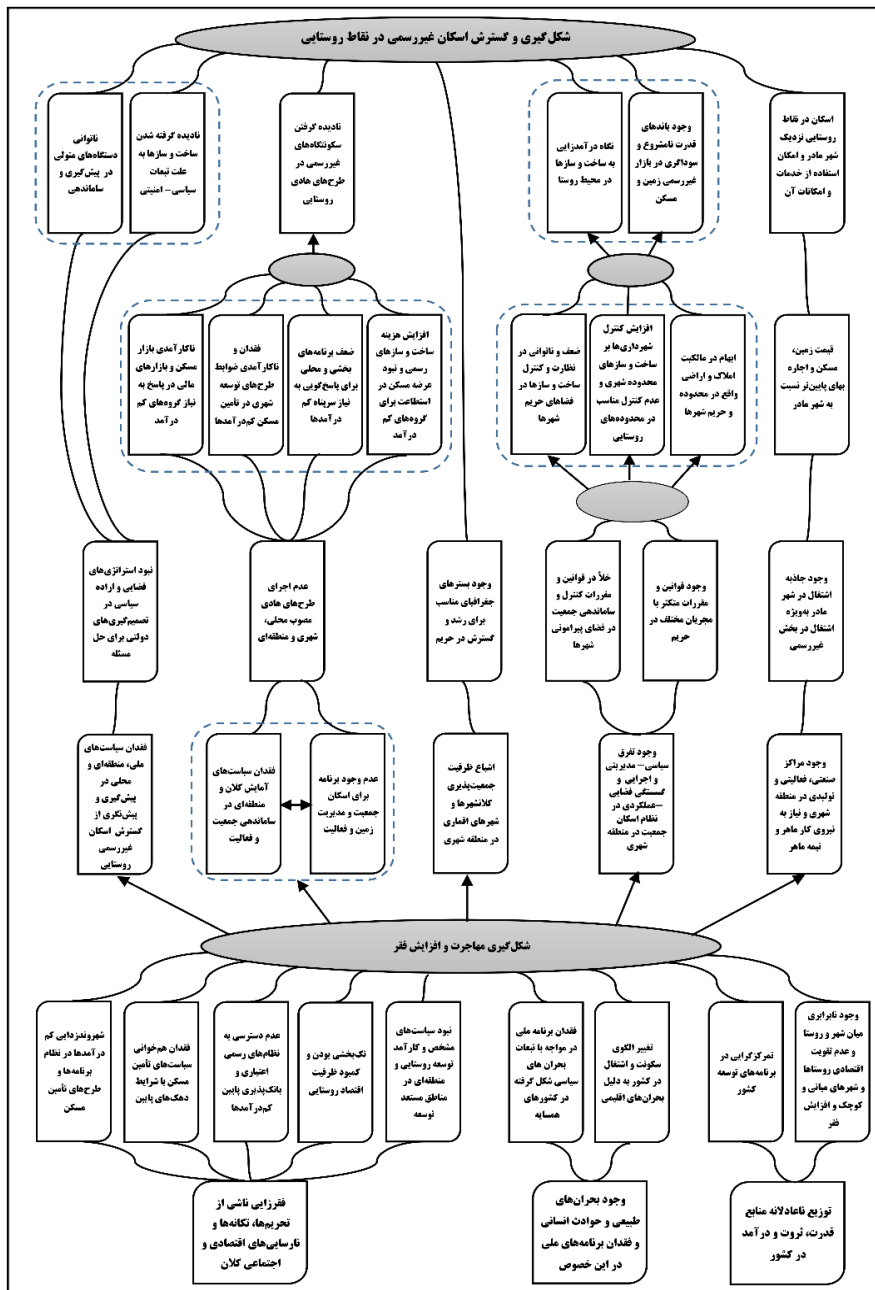 شکل‌گیری و گسترش اسکان غیررسمی در نقاط روستایی
اسکان در نقاط
روستایی نزدیک
شهر مادر و امکان
استفاده از خدمات
و امکانات آن
وجود باندهای
قدرت نامشروع و
سوداگری در بازار
غیررسمی زمین و
مسکن
نگاه درآمدزایی
به ساخت و سازها
در محیط روستا
نادیده گرفتن
سکونتگاه‌های
غیررسمی در
طرح‌های هادی
روستایی
نادیده گرفته شدن
ساخت و سازها به
علت تبعات
سیاسی- امنیتی
ناتوانی
دستگاه‌های متولی
در پیش‌گیری و
ساماندهی
قیمت زمین،
مسکن و اجاره
بهای پایین‌تر نسبت
به شهر مادر
ابهام در مالکیت
املاک و اراضی
واقع در محدوده
و حریم شهرها
افزایش کنترل
شهرداری‌ها بر
ساخت و سازهای
محدوده شهری و
عدم کنترل مناسب
در محدوده‌های
روستایی
ضعف و ناتوانی در
نظارت و کنترل
ساخت و سازها در
فضاهای حریم
شهرها
افزایش هزینه
ساخت و سازهای
رسمی و نبود
عرضه مسکن در
استطاعت برای
گروه‌های کم
درآمد
ضعف برنامه‌های
بخشی و محلی
برای پاسخ‌گویی به
نیاز سرپناه کم
درآمدها
فقدان و
ناکارآمدی ضوابط
طرح‌های توسعه
شهری در تأمین
مسکن کم‌درآمدها
ناکارآمدی بازار
مسکن و بازارهای
مالی در پاسخ به
نیاز گروه‌های کم
درآمد
وجود جاذبه
اشتغال در شهر
مادر به‌ویژه
اشتغال در بخش
غیررسمی
وجود قوانین و
مقررات متکثر با
مجریان مختلف در
حریم
خلأ در قوانین و
مقررات کنترل و
ساماندهی جمعیت
در فضای پیرامونی
شهرها
وجود بسترهای
جغرافیای مناسب
برای رشد و
گسترش در حریم
عدم اجرای
طرح‌های هادی
مصوب محلی،
شهری و منطقه‌ای
نبود استراتژی‌های
فضایی و اراده
سیاسی در
تصمیم‌گیری‌های
دولتی برای حل
مسئله
وجود مراکز
صنعتی، فعالیتی و
تولیدی در منطقه
شهری و نیاز به
نیروی کار ماهر و
نیمه ماهر
وجود تفرق
سیاسی- مدیریتی
و اجرایی و
گسستگی فضایی
-عملکردی در
نظام اسکان
جمعیت در منطقه
شهری
اشباع ظرفیت
جمعیت‌پذیری
کلانشهرها و
شهرهای اقماری
در منطقه شهری
عدم وجود برنامه
برای اسکان
جمعیت و مدیریت
زمین و فعالیت
فقدان سیاست‌های
آمایش کلان و
منطقه‌ای در
ساماندهی جمعیت
و فعالیت
فقدان سیاست‌های
ملی، منطقه‌ای و
محلی در
پیش‌گیری و
پیش‌نگری از
گسترش اسکان
غیررسمی
روستایی
شکل‌گیری مهاجرت و افزایش فقر
وجود نابرابری
میان شهر و روستا
و عدم تقویت
اقتصادی روستاها
و شهرهای میانی و
کوچک و افزایش
فقر
تمرکزگرایی در
برنامه‌های توسعه
کشور
تغییر الگوی
سکونت و اشتغال
در کشور به دلیل
بحران‌های اقلیمی
فقدان برنامه ملی
در مواجه با تبعات
بحران های
سیاسی شکل گرفته
در کشورهای
همسایه
نبود سیاست‌های
مشخص و کارآمد
توسعه روستایی و
منطقه‌ای در
مناطق مستعد
توسعه
تک‌بخشی بودن و
کمبود ظرفیت
اقتصاد روستایی
عدم دسترسی به
نظام‌های رسمی
اعتباری و
بانک‌پذیری پایین
کم‌درآمدها
فقدان هم‌خوانی
سیاست‌های تأمین
مسکن با شرایط
دهک‌های پایین
شهروندزدایی کم
درآمدها در نظام
برنامه‌ها و
طرح‌های تأمین
مسکن
توزیع ناعادلانه منابع
قدرت، ثروت و درآمد
در کشور
وجود بحران‌های
طبیعی و حوادث انسانی
و فقدان برنامه‌های ملی
در این خصوص
فقرزایی ناشی از
تحریم‌ها، تکانه‌ها و
نارسایی‌های اقتصادی و
اجتماعی کلان